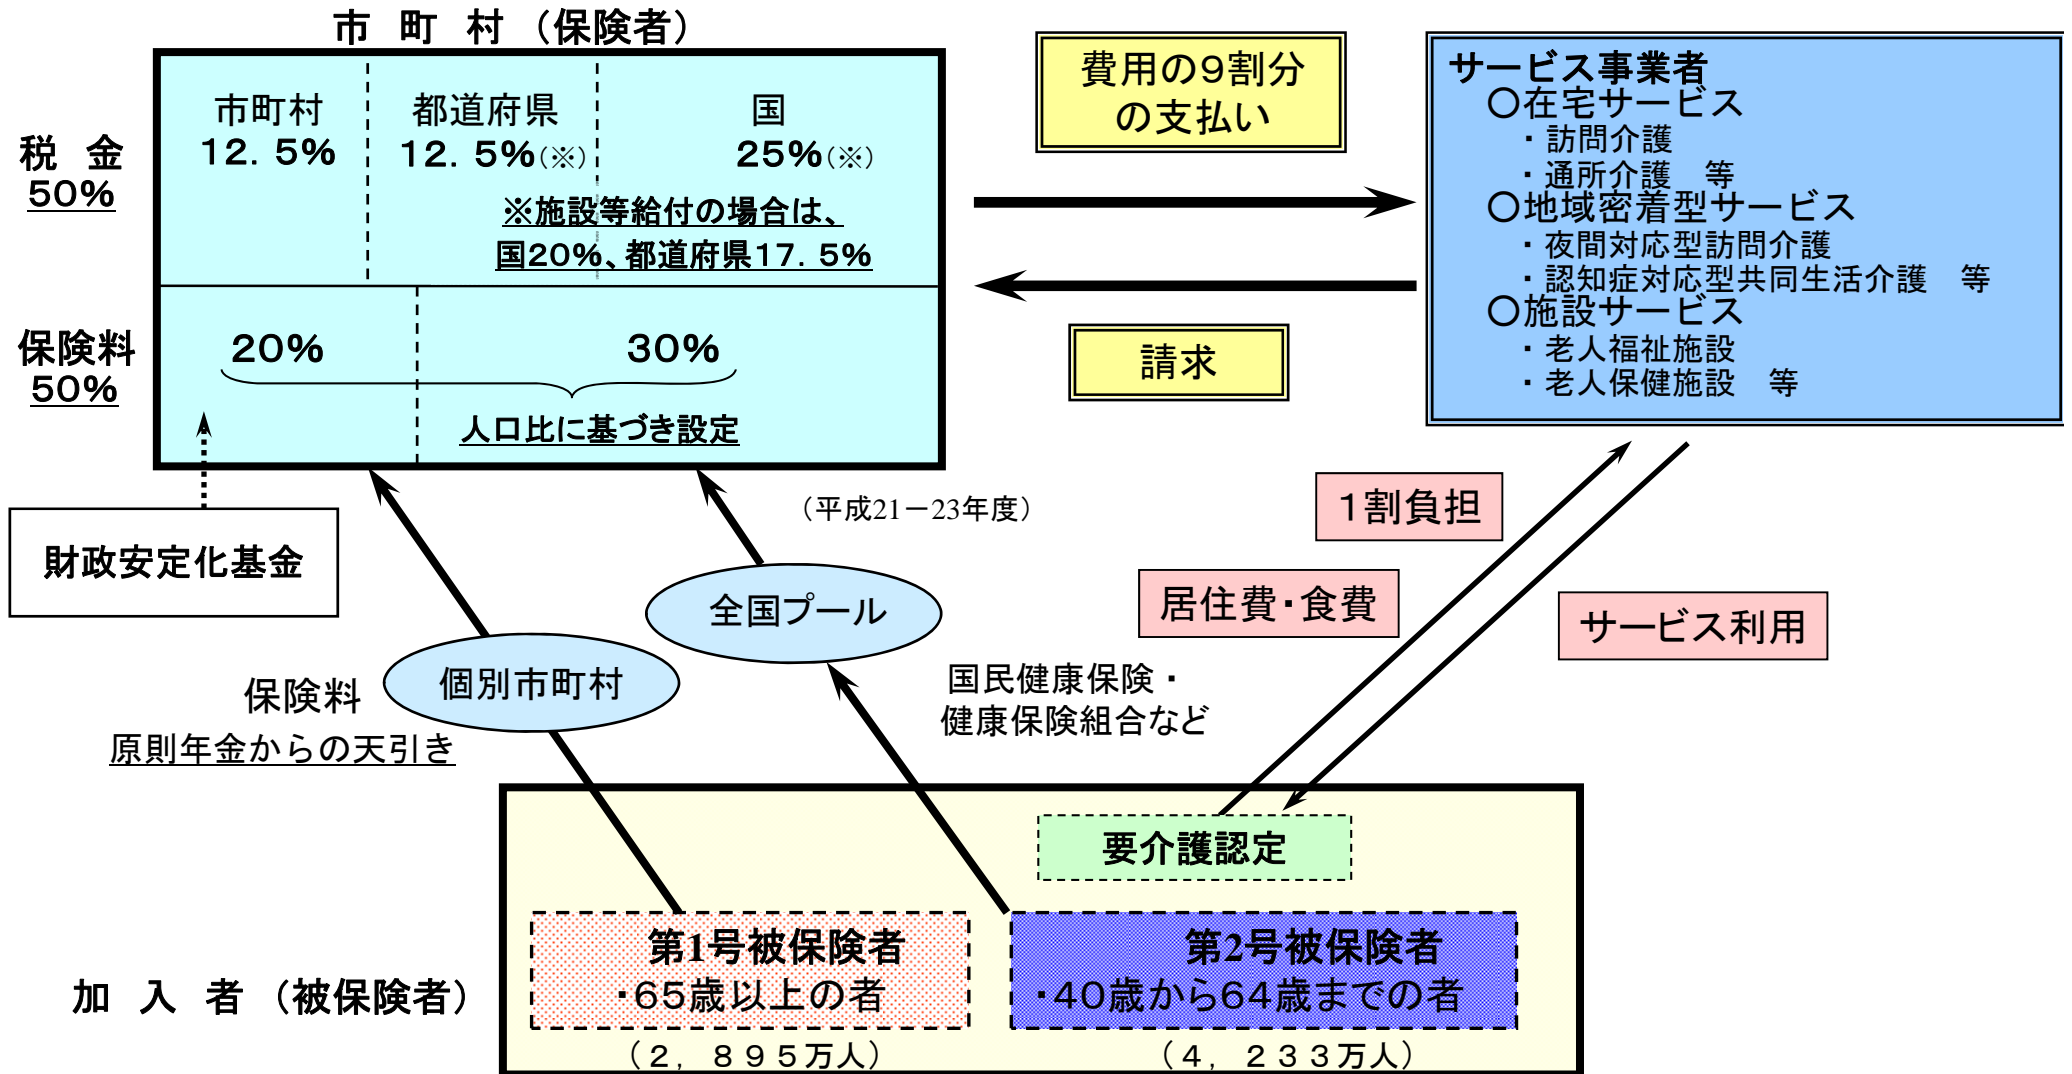 市 町 村 （保険者）
税 金
50%
市町村
12．5%
都道府県
12．5%(※)
国
25%(※)
※施設等給付の場合は、
国20%、都道府県17．5%
保険料
50%
20%
30%
人口比に基づき設定
費用の9割分
の支払い
請求
サービス事業者
〇在宅サービス
・訪問介護
・通所介護 等
〇地域密着型サービス
・夜間対応型訪問介護
・認知症対応型共同生活介護 等
〇施設サービス
・老人福祉施設
・老人保健施設 等
財政安定化基金
（平成21－23年度）
全国プール
個別市町村
保険料
原則年金からの天引き
国民健康保険・
健康保険組合など
1割負担
居住費・食費
サービス利用
要介護認定
加 入 者 （被保険者）
第1号被保険者
・65歳以上の者
（２，８９５万人）
第2号被保険者
・40歳から64歳までの者
（４，２３３万人）